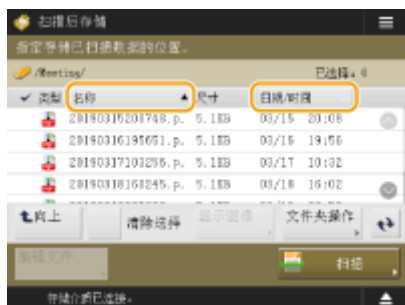 扫描后存储
指定存储已扫描数据的位置。
/Meeting/ 已选择: 0
类型 名称 ▲ 尺寸 日期/时间
20190315200748.p. 5.1KB 03/15 20:08
20190316195651.p. 5.1KB 03/16 19:56
20190317103256.p. 5.1KB 03/17 10:32
20190318160245.p. 5.1KB 03/18 16:02
向上 清除选择 显示图像 文件夹操作
编辑文件 扫描
存储介质已连接。